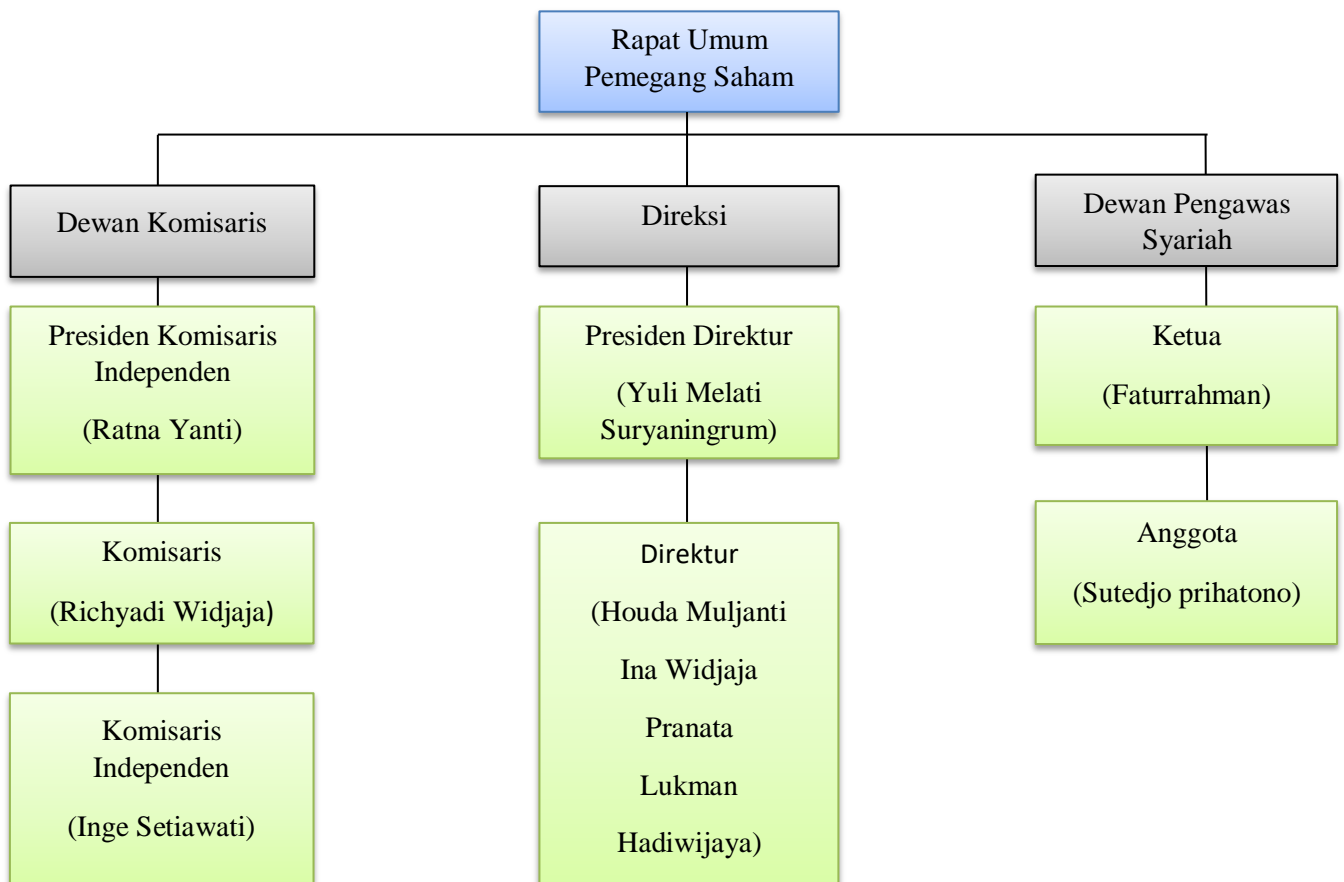 Rapat Umum
Pemegang Saham
Dewan Komisaris
Direksi
Dewan Pengawas
Syariah
Presiden Komisaris
Independen
(Ratna Yanti)
Presiden Direktur
(Yuli Melati
Suryaningrum)
Ketua
(Faturrahman)
Komisaris
(Richyadi Widjaja)
Direktur
(Houda Muljanti
Ina Widjaja
Pranata
Lukman
Hadiwijaya)
Anggota
(Sutedjo prihatono)
Komisaris
Independen
(Inge Setiawati)